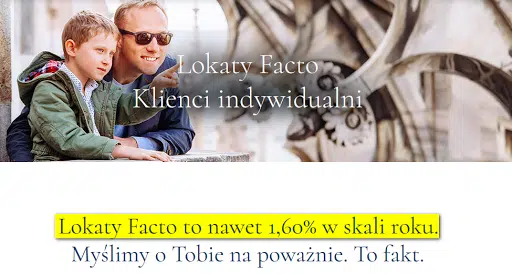 Lokaty Facto
Klienci indywidualni
Lokaty Facto to nawet 1,60% w skali roku.
Myślimy o Tobie na poważnie. To fakt.